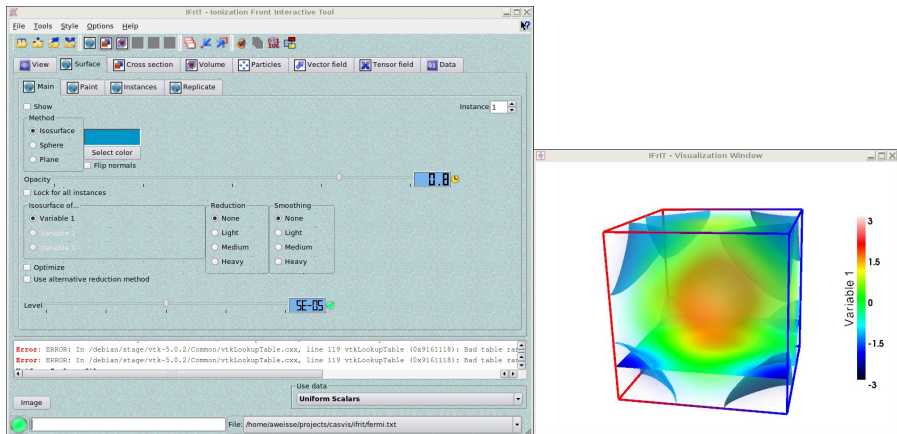 IFrIT - Ionization Front Interactive Tool
File Tools Style Options Help
View Surface Cross section Volume Particles Vector field Tensor field Data
Main Paint Instances Replicate
Show
Instance 1
Method
Isosurface
Sphere
Plane
Select color
Flip normals
Opacity
0.8
Lock for all instances
Isosurface of...
Variable 1
Variable 2
Variable 3
Reduction
None
Light
Medium
Heavy
Smoothing
None
Light
Medium
Heavy
Optimize
Use alternative reduction method
Level
5E-05
Error: ERROR: In /debian/stage/vtk-5.0.2/Common/vtkLookupTable.cxx, line 119 vtkLookupTable (0x9161118): Bad table ran
Error: ERROR: In /debian/stage/vtk-5.0.2/Common/vtkLookupTable.cxx, line 119 vtkLookupTable (0x9161118): Bad table ran
Use data
Uniform Scalars
Image
File: /home/aweisse/projects/casvis/ifrit/fermi.txt
IFrIT - Visualization Window
3
1.5
0
-1.5
-3
Variable 1